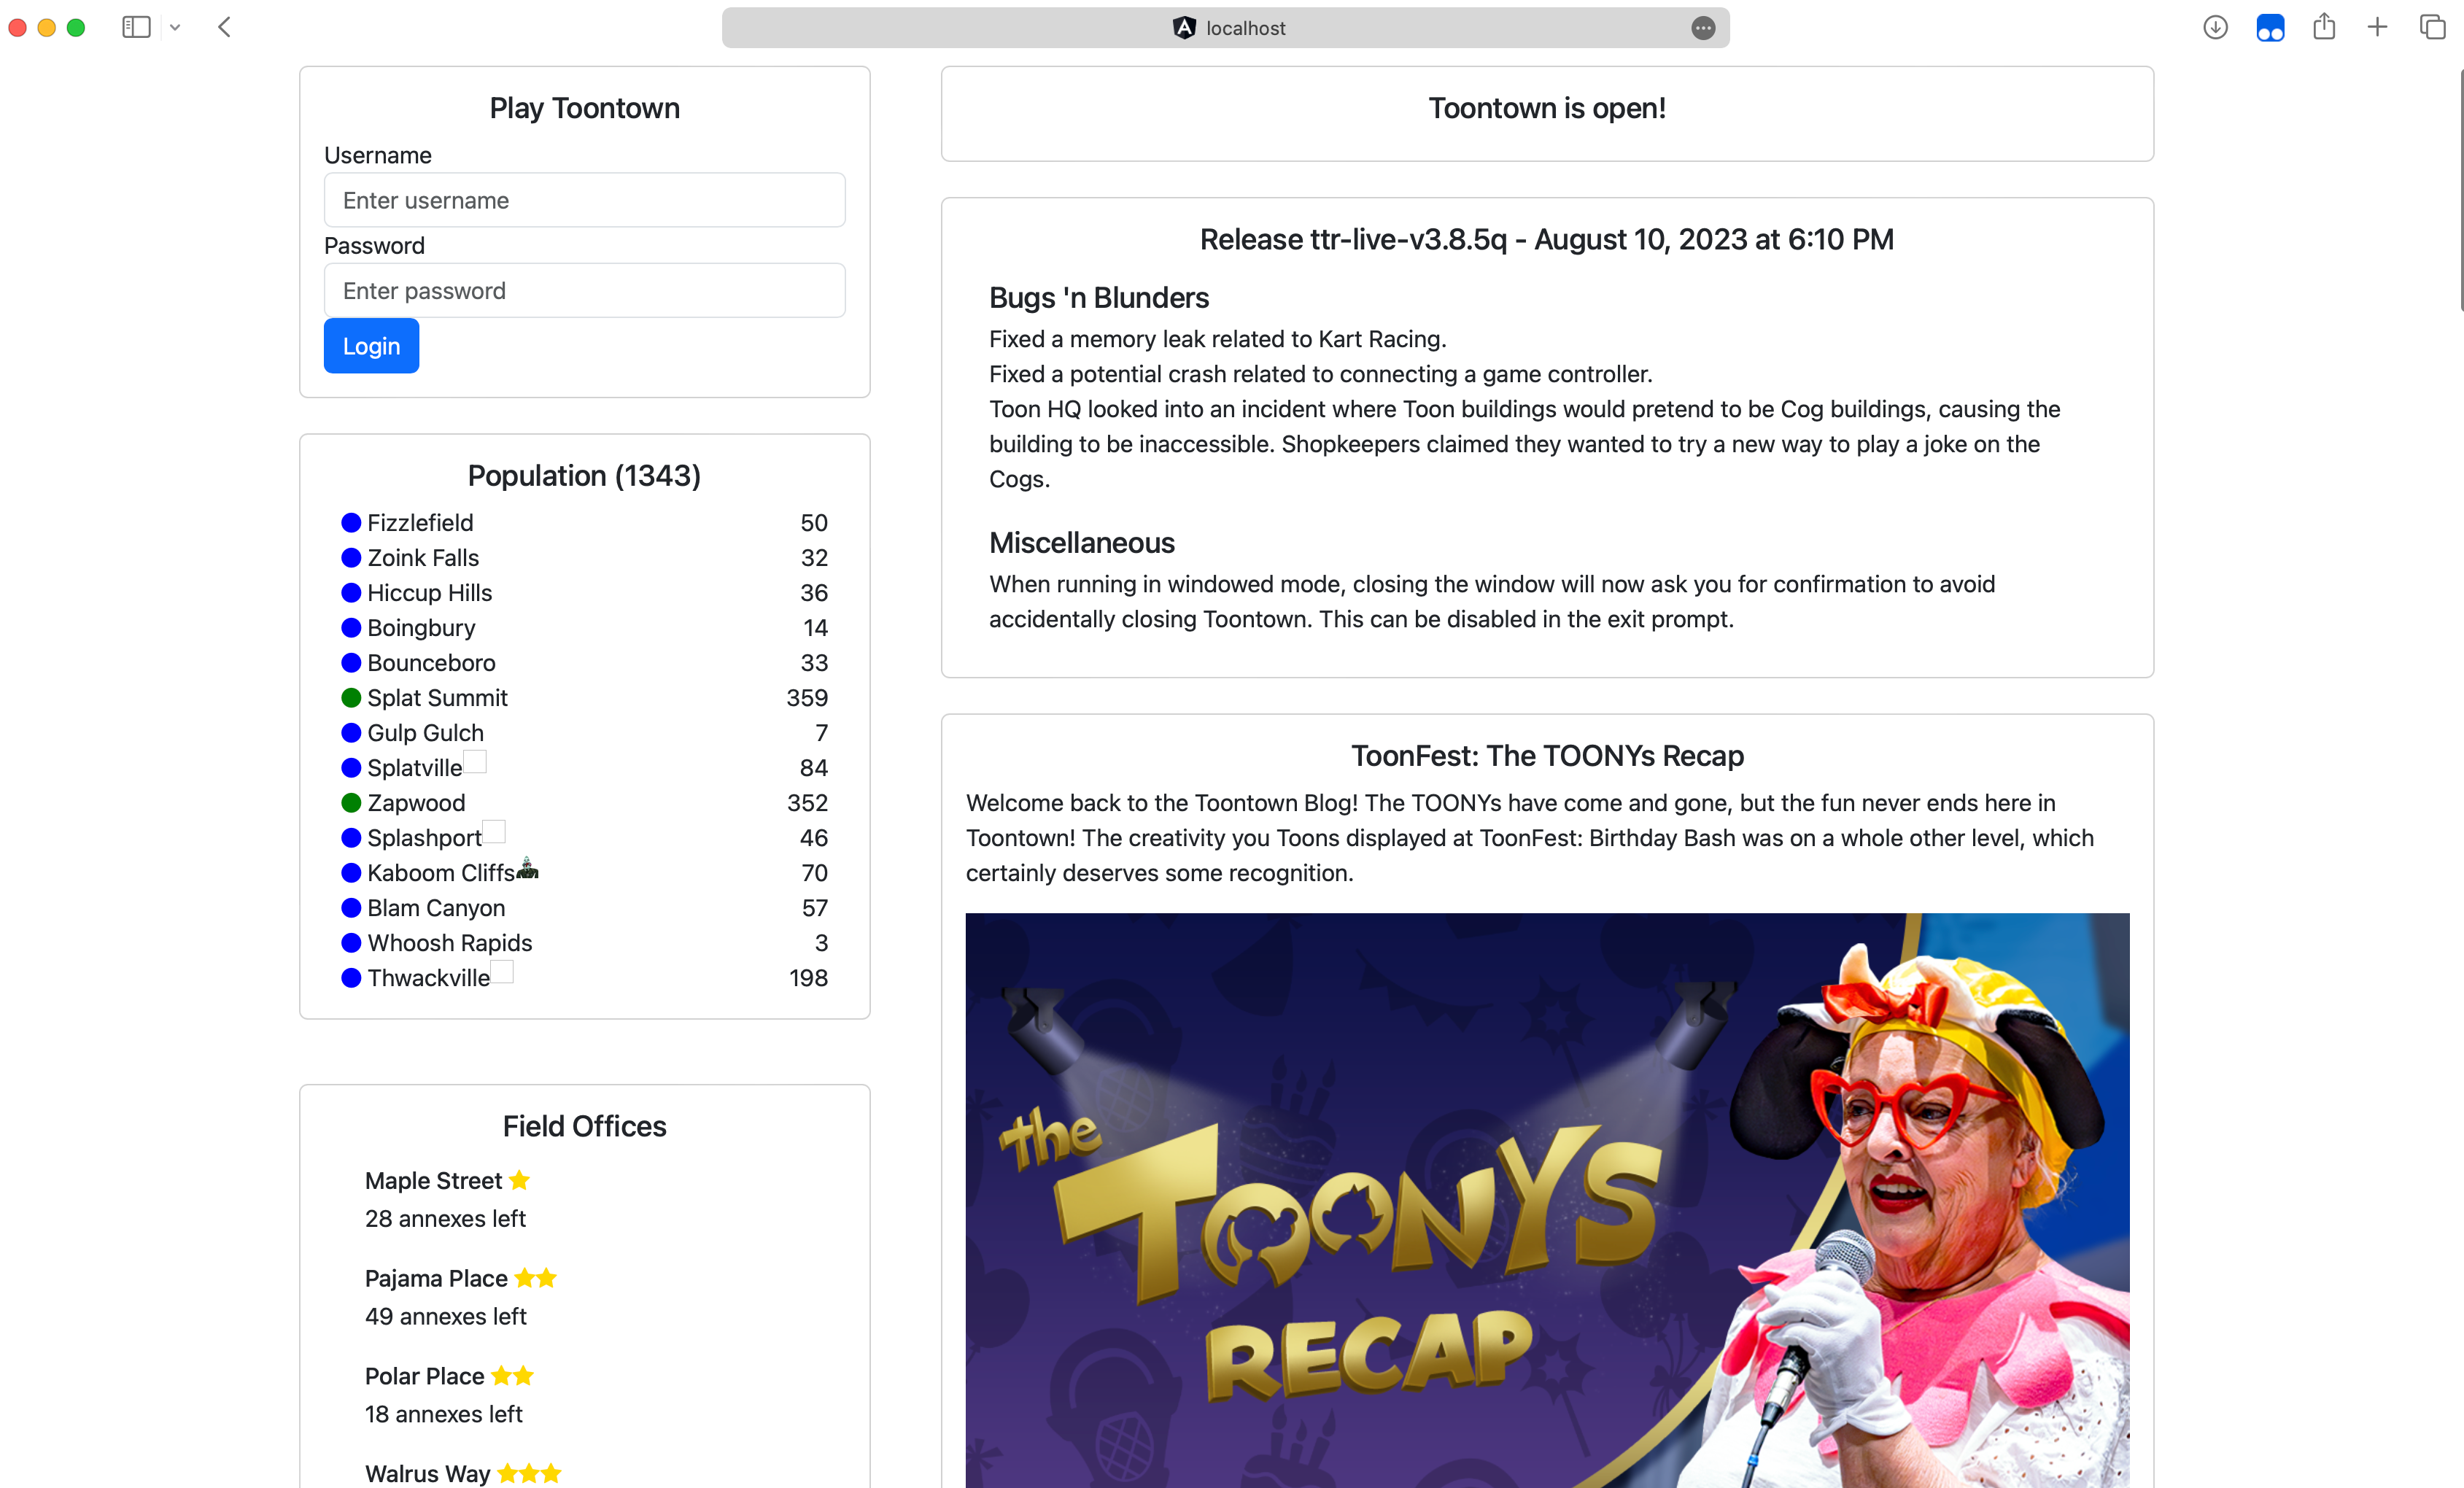 localhost
Play Toontown
Username
Enter username
Password
Enter password
Login
Population (1343)
Fizzlefield 50
Zoink Falls 32
Hiccup Hills 36
Boingbury 14
Bounceboro 33
Splat Summit 359
Gulp Gulch 7
Splatville 84
Zapwood 352
Splashport 46
Kaboom Cliffs 70
Blam Canyon 57
Whoosh Rapids 3
Thwackville 198
Field Offices
Maple Street
28 annexes left
Pajama Place
49 annexes left
Polar Place
18 annexes left
Walrus Way
Toontown is open!
Release ttr-live-v3.8.5q - August 10, 2023 at 6:10 PM
Bugs 'n Blunders
Fixed a memory leak related to Kart Racing.
Fixed a potential crash related to connecting a game controller.
Toon HQ looked into an incident where Toon buildings would pretend to be Cog buildings, causing the
building to be inaccessible. Shopkeepers claimed they wanted to try a new way to play a joke on the
Cogs.
Miscellaneous
When running in windowed mode, closing the window will now ask you for confirmation to avoid
accidentally closing Toontown. This can be disabled in the exit prompt.
ToonFest: The TOONYs Recap
Welcome back to the Toontown Blog! The TOONYs have come and gone, but the fun never ends here in
Toontown! The creativity you Toons displayed at ToonFest: Birthday Bash was on a whole other level, which
certainly deserves some recognition.
the
TOONYS
RECAP